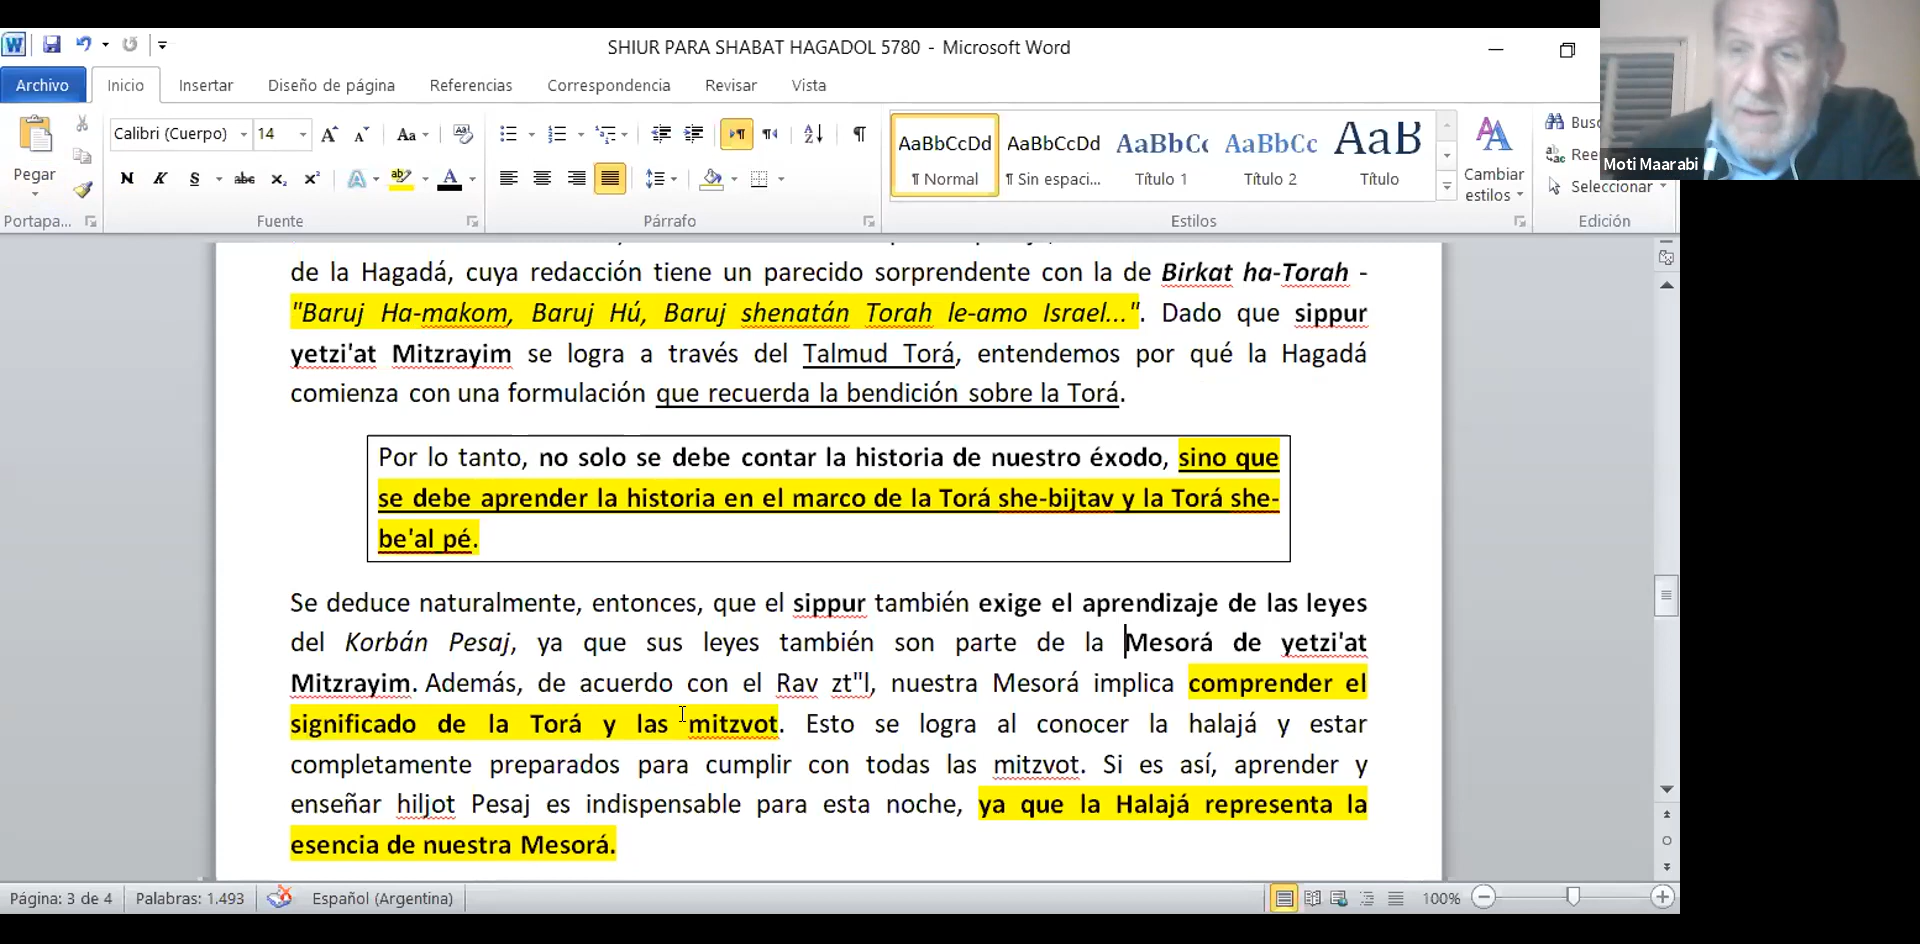 SHIUR PARA SHABAT HAGADOL 5780 - Microsoft Word
Archivo Inicio Insertar Diseño de página Referencias Correspondencia Revisar Vista
Calibri (Cuerpo) 14
AaBbCcDd AaBbCcDd AaBbCc AaBbCc AaB
Pegar
¶ Normal ¶ Sin espaci... Título 1 Título 2 Título
Cambiar estilos
Busc
Ree
Seleccionar
Moti Maarabi
Portapa... Fuente Párrafo Estilos Edición
de la Hagadá, cuya redacción tiene un parecido sorprendente con la de Birkat ha-Torah -
"Baruj Ha-makom, Baruj Hú, Baruj shenatán Torah le-amo Israel...". Dado que sippur
yetzi'at Mitzrayim se logra a través del Talmud Torá, entendemos por qué la Hagadá
comienza con una formulación que recuerda la bendición sobre la Torá.
Por lo tanto, no solo se debe contar la historia de nuestro éxodo, sino que
se debe aprender la historia en el marco de la Torá she-bijtav y la Torá she-
be'al pé.
Se deduce naturalmente, entonces, que el sippur también exige el aprendizaje de las leyes
del Korbán Pesaj, ya que sus leyes también son parte de la Mesorá de yetzi'at
Mitzrayim. Además, de acuerdo con el Rav zt"l, nuestra Mesorá implica comprender el
significado de la Torá y las mitzvot. Esto se logra al conocer la halajá y estar
completamente preparados para cumplir con todas las mitzvot. Si es así, aprender y
enseñar hiljot Pesaj es indispensable para esta noche, ya que la Halajá representa la
esencia de nuestra Mesorá.
Página: 3 de 4 Palabras: 1.493 Español (Argentina) 100%